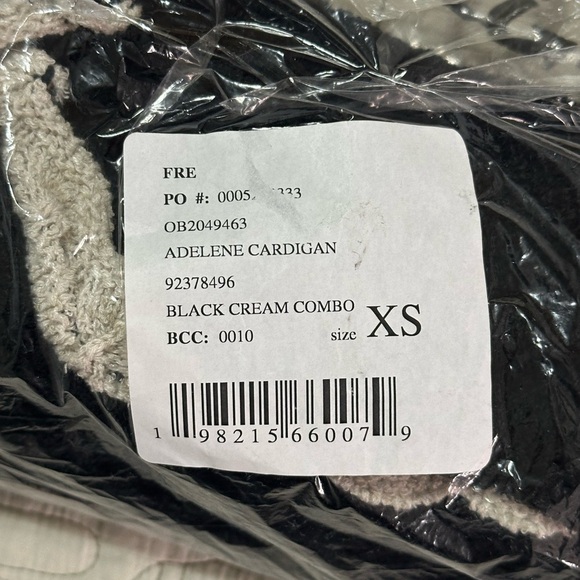 FRE
PO #:
OB2049463
ADELENE CARDIGAN
92378496
BLACK CREAM COMBO
BCC: 0010 size XS
1 98215 66007 9